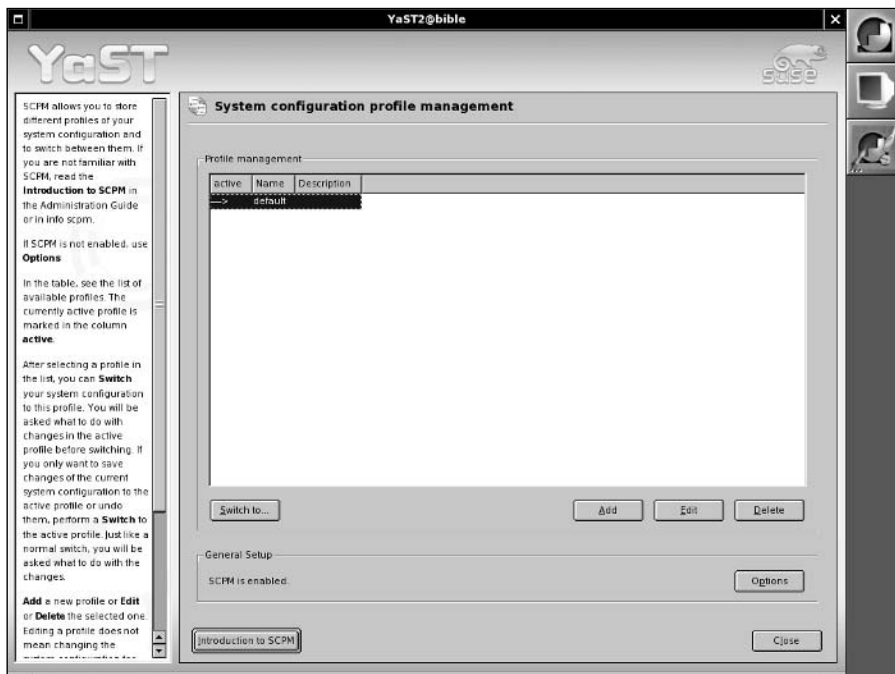 YaST2@bible
YaST
suse
SCPM allows you to store
different profiles of your
system configuration and
to switch between them. If
you are not familiar with
SCPM, read the
Introduction to SCPM in
the Administration Guide
or in info scpm.
If SCPM is not enabled, use
Options
In the table, see the list of
available profiles. The
currently active profile is
marked in the column
active.
After selecting a profile in
the list, you can Switch
your system configuration
to this profile. You will be
asked what to do with
changes in the active
profile before switching. If
you only want to save
changes of the current
system configuration to the
active profile or undo
them, perform a Switch to
the active profile. Just like a
normal switch, you will be
asked what to do with the
changes.
Add a new profile or Edit
or Delete the selected one.
Editing a profile does not
mean changing the
System configuration profile management
Profile management
active Name Description
—> default
Switch to...
Add
Edit
Delete
General Setup
SCPM is enabled.
Options
Introduction to SCPM
Close